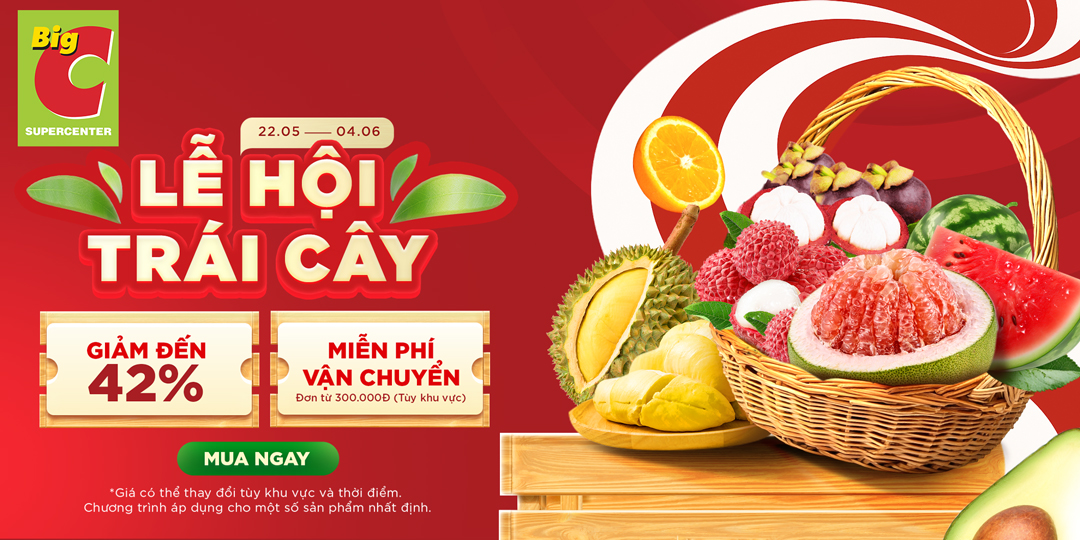 Big C
SUPERCENTER
22.05 — 04.06
LỄ HỘI
TRÁI CÂY
GIẢM ĐẾN
42%
MIỄN PHÍ
VẬN CHUYỂN
Đơn từ 300.000Đ (Tùy khu vực)
MUA NGAY
*Giá có thể thay đổi tùy khu vực và thời điểm.
Chương trình áp dụng cho một số sản phẩm nhất định.